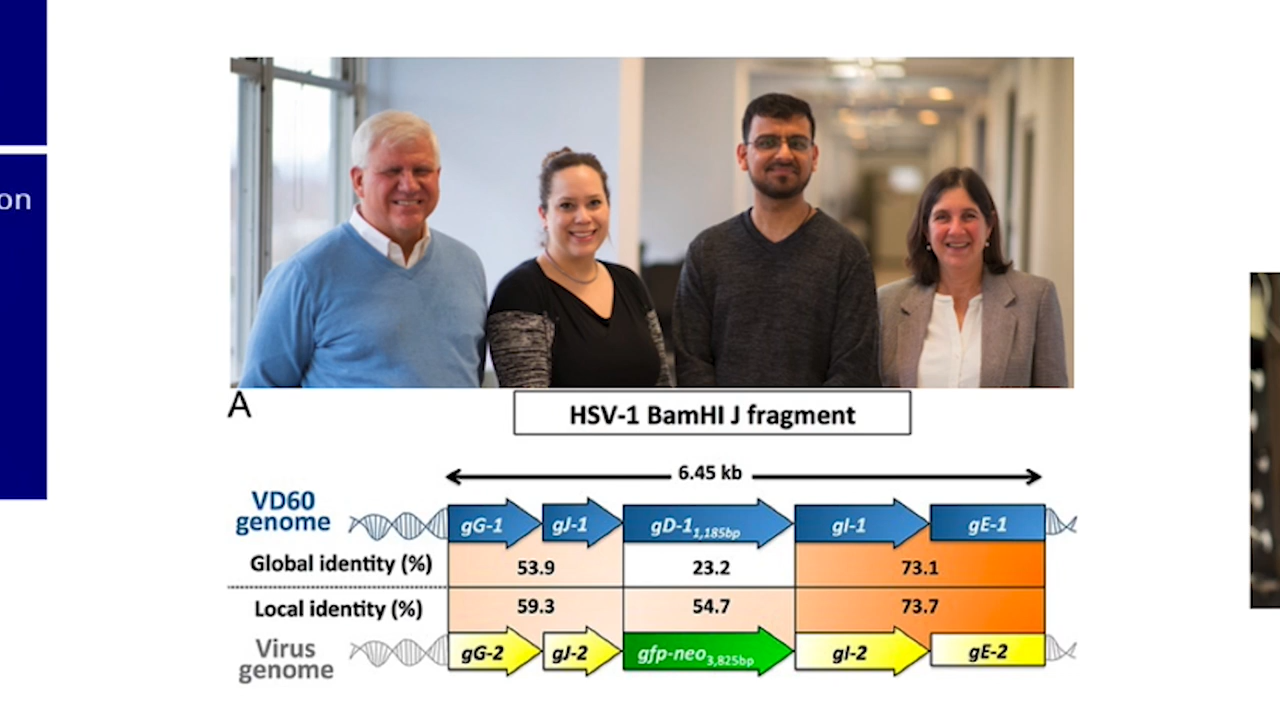 on
A
HSV-1 BamHI J fragment
6.45 kb
VD60
genome
gG-1
gJ-1
gD-1 1,185bp
gI-1
gE-1
Global identity (%)
53.9
23.2
73.1
Local identity (%)
59.3
54.7
73.7
Virus
genome
gG-2
gJ-2
gfp-neo 3,825bp
gI-2
gE-2